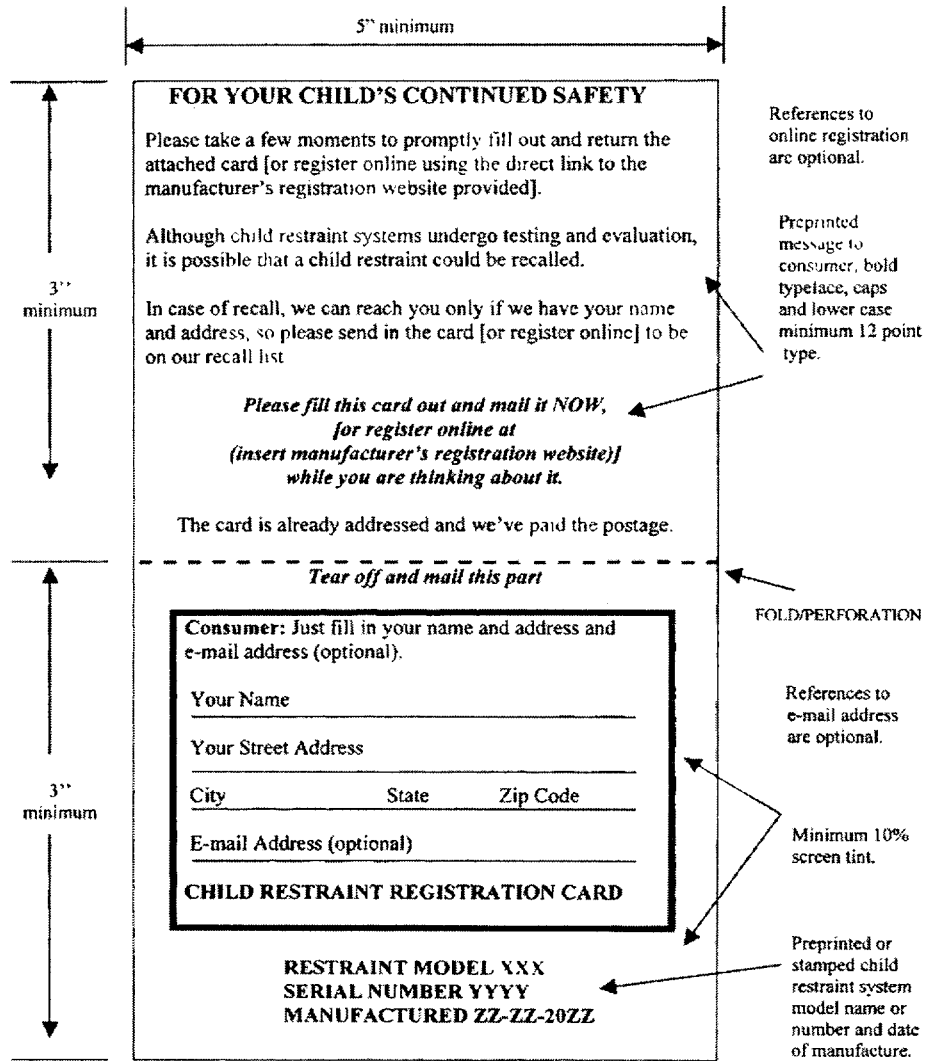 5" minimum
FOR YOUR CHILD'S CONTINUED SAFETY
Please take a few moments to promptly fill out and return the
attached card [or register online using the direct link to the
manufacturer's registration website provided].
Although child restraint systems undergo testing and evaluation,
it is possible that a child restraint could be recalled.
In case of recall, we can reach you only if we have your name
and address, so please send in the card [or register online] to be
on our recall list
Please fill this card out and mail it NOW,
[or register online at
(insert manufacturer's registration website)]
while you are thinking about it.
The card is already addressed and we've paid the postage.
3"
minimum
References to
online registration
are optional.
Preprinted
message to
consumer, bold
typeface, caps
and lower case
minimum 12 point
type.
Tear off and mail this part
FOLD/PERFORATION
Consumer: Just fill in your name and address and
e-mail address (optional).
Your Name
Your Street Address
City State Zip Code
E-mail Address (optional)
CHILD RESTRAINT REGISTRATION CARD
RESTRAINT MODEL XXX
SERIAL NUMBER YYYY
MANUFACTURED ZZ-ZZ-20ZZ
3"
minimum
References to
e-mail address
are optional.
Minimum 10%
screen tint.
Preprinted or
stamped child
restraint system
model name or
number and date
of manufacture.